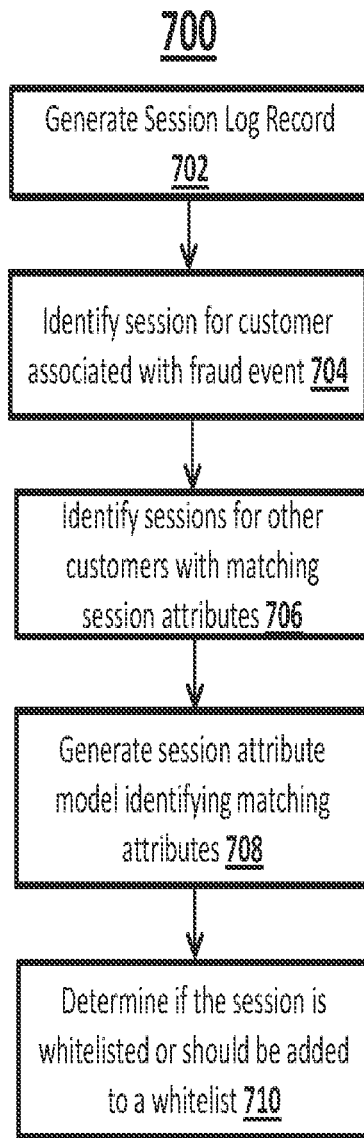 700
Generate Session Log Record
702
Identify session for customer
associated with fraud event 704
Identify sessions for other
customers with matching
session attributes 706
Generate session attribute
model identifying matching
attributes 708
Determine if the session is
whitelisted or should be added
to a whitelist 710